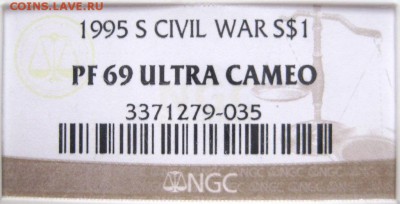 COINS.LAVE.RU
1995 S CIVIL WAR S$1
PF 69 ULTRA CAMEO
3371279-035
NGC